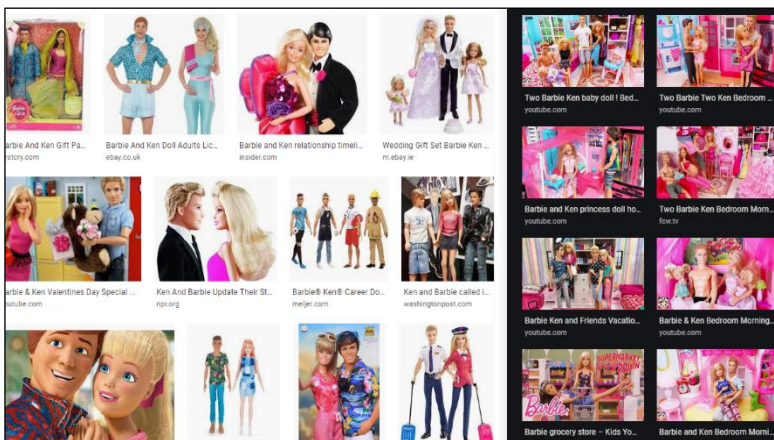 arbie And Ken Gift Pa...
rstory.com
Barbie And Ken Doll Adults Lic...
ebay.co.uk
Barbie and Ken relationship timeli...
insider.com
Wedding Gift Set Barbie Ken ...
m.ebay.ie
arbie & Ken Valentines Day Special ...
outube.com
Ken And Barbie Update Their St...
npr.org
Barbie® Ken® Career Do...
meijer.com
Ken and Barbie called i...
washingtonpost.com
Two Barbie Ken baby doll ! Bed...
youtube.com
Two Barbie Two Ken Bedroom ...
youtube.com
Barbie and Ken princess doll ho...
youtube.com
Two Barbie Ken Bedroom Morn...
fcw.tv
Barbie Ken and Friends Vacatio...
youtube.com
Barbie & Ken Bedroom Morning...
youtube.com
SUPERMARKET
Barbie
Barbie grocery store – Kids Yo...
Barbie and Ken Bedroom Morni...